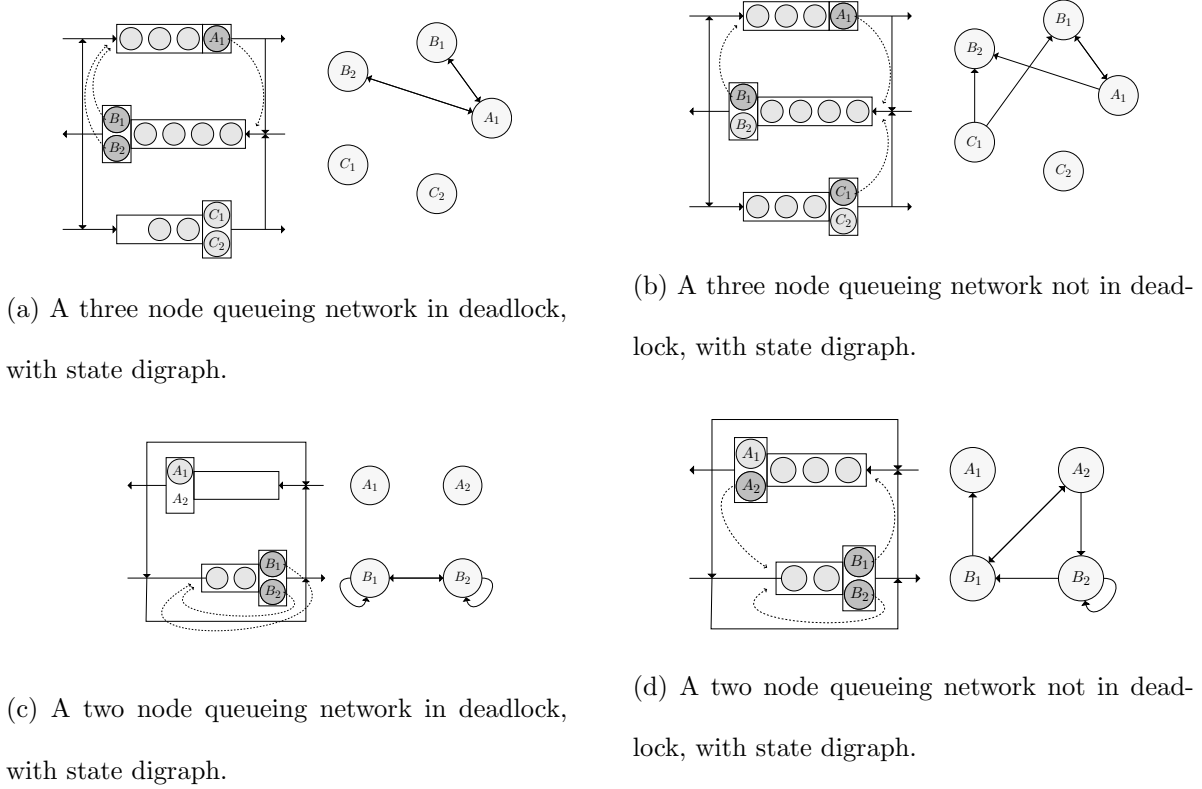 A₁
B₁
B₂
C₁
C₂
B₁
B₂
A₁
C₁
C₂
(a) A three node queueing network in deadlock,
with state digraph.
A₁
B₁
B₂
C₁
C₂
B₁
B₂
A₁
C₁
C₂
(b) A three node queueing network not in dead-
lock, with state digraph.
A₁
A₂
B₁
B₂
A₁
A₂
B₁
B₂
(c) A two node queueing network in deadlock,
with state digraph.
A₁
A₂
B₁
B₂
A₁
A₂
B₁
B₂
(d) A two node queueing network not in dead-
lock, with state digraph.